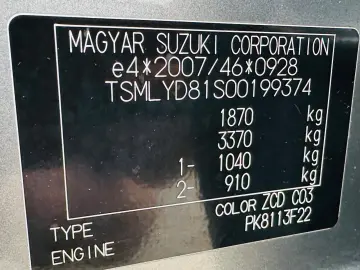 MAGYAR SUZUKI CORPORATION
e4*2007/46*0928
TSMLYD81S00199374
1870 kg
3370 kg
1- 1040 kg
2- 910 kg
COLOR ZCD C03
TYPE PK8113F22
ENGINE